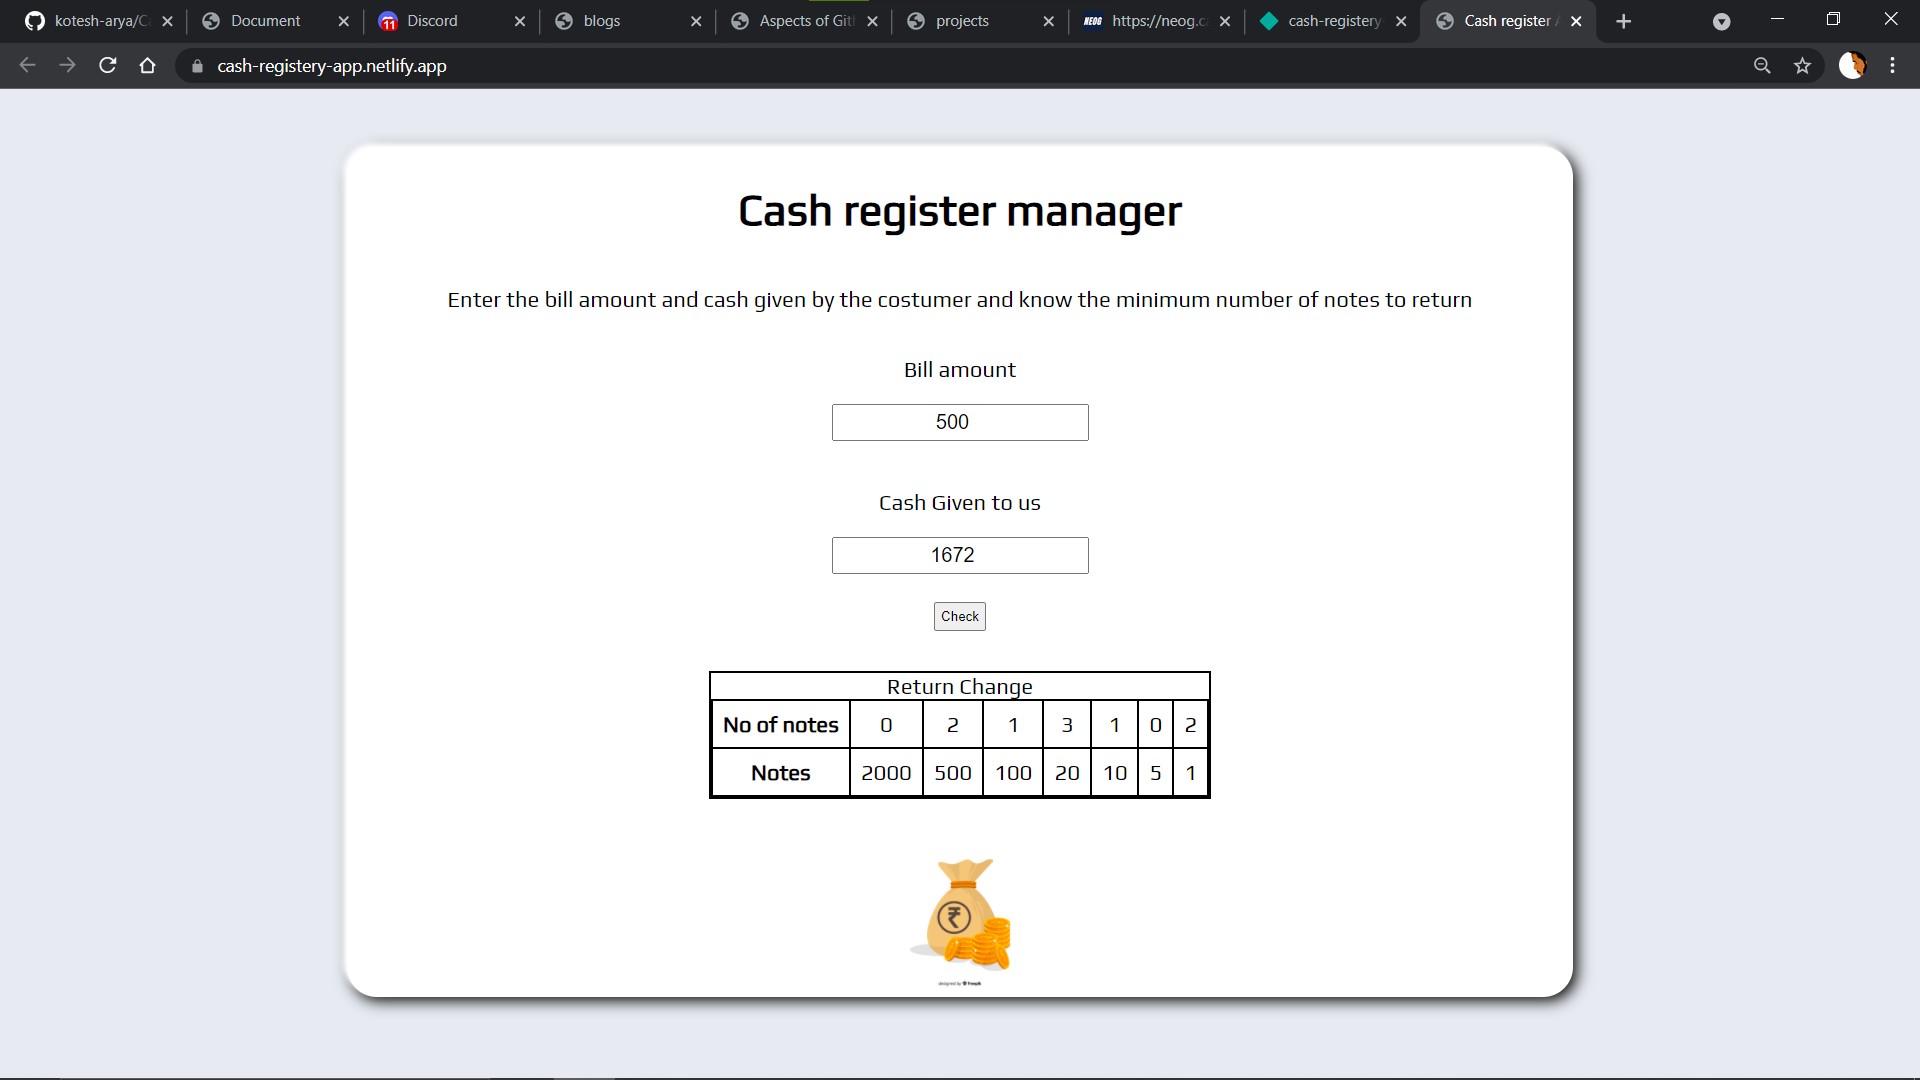 kotesh-arya/C
Document
11
Discord
blogs
Aspects of Git
projects
NEOG
https://neog.c
cash-registery
Cash register
cash-registery-app.netlify.app
Cash register manager
Enter the bill amount and cash given by the costumer and know the minimum number of notes to return
Bill amount
500
Cash Given to us
1672
Check
Return Change
No of notes 0 2 1 3 1 0 2
Notes 2000 500 100 20 10 5 1
₹
designed by freepik